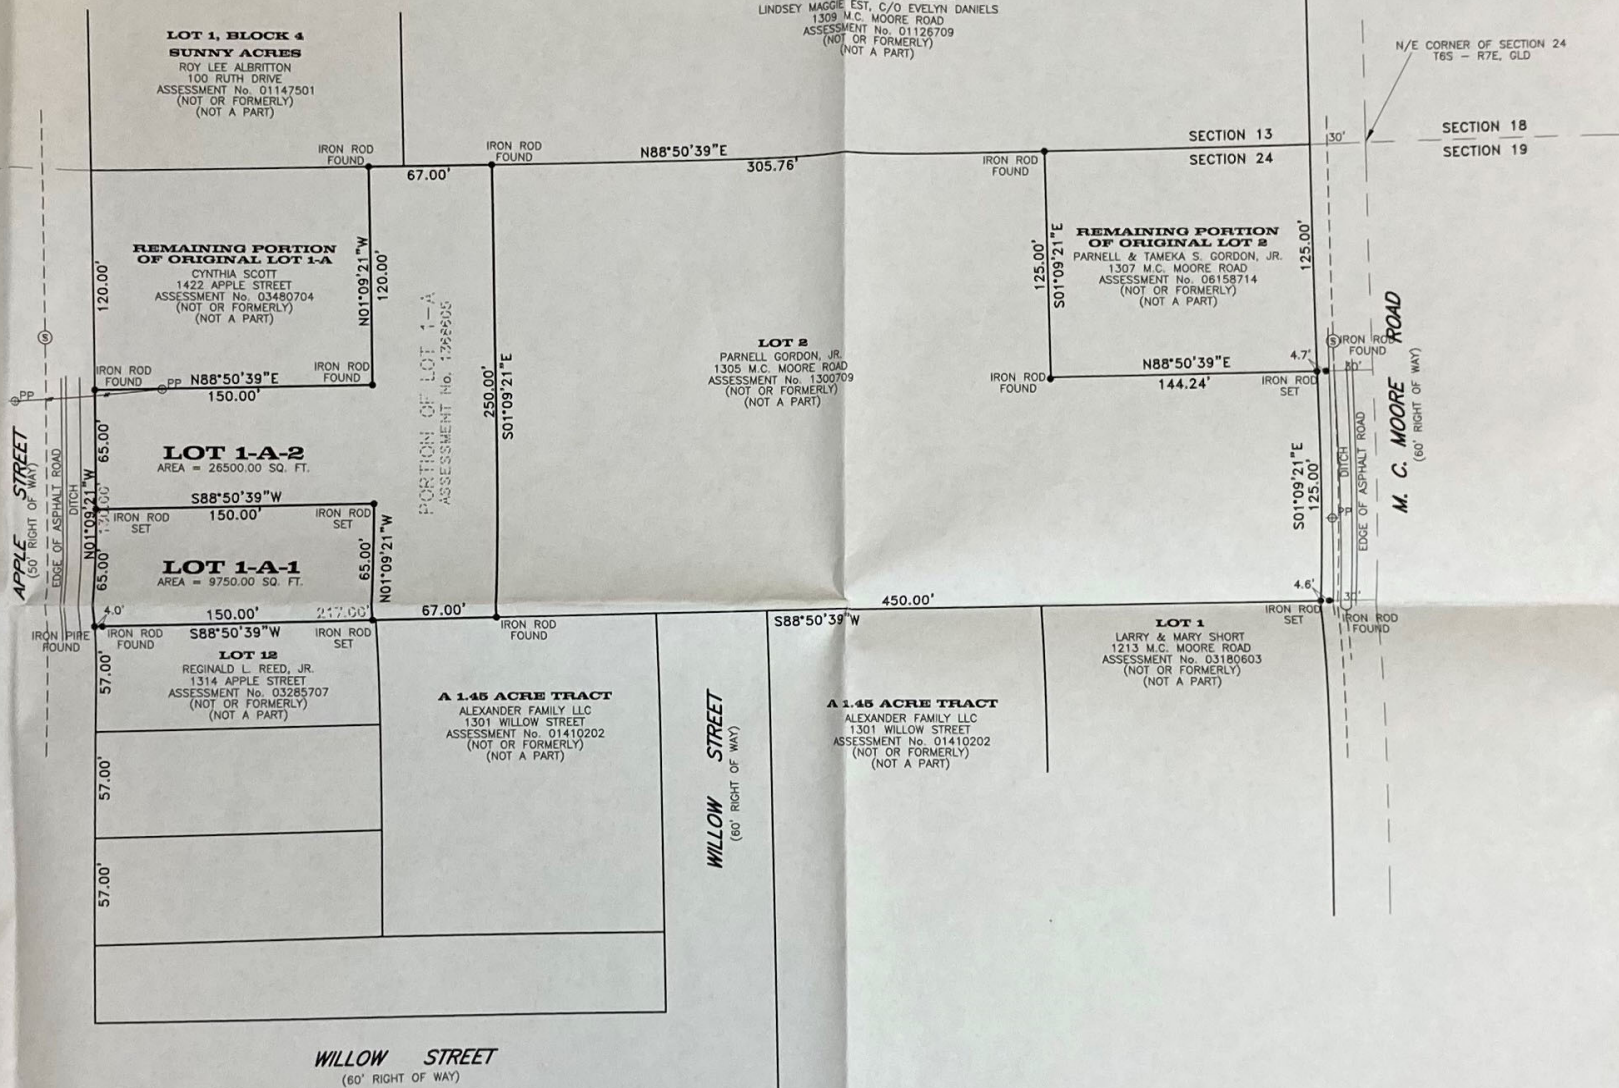 LINDSEY MAGGIE EST, C/O EVELYN DANIELS
1309 M.C. MOORE ROAD
ASSESSMENT No. 01126709
(NOT OR FORMERLY)
(NOT A PART)
LOT 1, BLOCK 4
SUNNY ACRES
ROY LEE ALBRITTON
100 RUTH DRIVE
ASSESSMENT No. 01147501
(NOT OR FORMERLY)
(NOT A PART)
N/E CORNER OF SECTION 24
T6S – R7E, GLD
SECTION 13
SECTION 24
30'
SECTION 18
SECTION 19
IRON ROD
FOUND
67.00'
IRON ROD
FOUND
N88°50'39"E
305.76'
IRON ROD
FOUND
REMAINING PORTION
OF ORIGINAL LOT 1-A
CYNTHIA SCOTT
1422 APPLE STREET
ASSESSMENT No. 03480704
(NOT OR FORMERLY)
(NOT A PART)
120.00'
N01°09'21"W
120.00'
125.00'
S01°09'21"E
REMAINING PORTION
OF ORIGINAL LOT 2
PARNELL & TAMEKA S. GORDON, JR.
1307 M.C. MOORE ROAD
ASSESSMENT No. 06158714
(NOT OR FORMERLY)
(NOT A PART)
125.00'
PORTION OF LOT 1-A
ASSESSMENT No. 1368605
250.00'
S01°09'21"E
LOT 2
PARNELL GORDON, JR.
1305 M.C. MOORE ROAD
ASSESSMENT No. 1300709
(NOT OR FORMERLY)
(NOT A PART)
S
IRON ROD
FOUND
PP
PP
N88°50'39"E
150.00'
IRON ROD
FOUND
IRON ROD
FOUND
N88°50'39"E
144.24'
4.7'
IRON ROD
SET
S
IRON ROD
FOUND
30'
M. C. MOORE ROAD
(60' RIGHT OF WAY)
LOT 1-A-2
AREA = 26500.00 SQ. FT.
65.00'
S88°50'39"W
150.00'
IRON ROD
SET
IRON ROD
SET
APPLE STREET
(50' RIGHT OF WAY)
EDGE OF ASPHALT ROAD
DITCH
N01°09'21"W
130.00'
65.00'
LOT 1-A-1
AREA = 9750.00 SQ. FT.
65.00'
N01°09'21"W
S01°09'21"E
125.00'
PP
DITCH
EDGE OF ASPHALT ROAD
4.0'
150.00'
217.00'
67.00'
S88°50'39"W
IRON PIPE
FOUND
IRON ROD
FOUND
IRON ROD
SET
IRON ROD
FOUND
450.00'
S88°50'39"W
4.6'
IRON ROD
SET
30'
IRON ROD
FOUND
LOT 12
REGINALD L. REED, JR.
1314 APPLE STREET
ASSESSMENT No. 03285707
(NOT OR FORMERLY)
(NOT A PART)
57.00'
57.00'
57.00'
A 1.45 ACRE TRACT
ALEXANDER FAMILY LLC
1301 WILLOW STREET
ASSESSMENT No. 01410202
(NOT OR FORMERLY)
(NOT A PART)
WILLOW STREET
(60' RIGHT OF WAY)
A 1.45 ACRE TRACT
ALEXANDER FAMILY LLC
1301 WILLOW STREET
ASSESSMENT No. 01410202
(NOT OR FORMERLY)
(NOT A PART)
LOT 1
LARRY & MARY SHORT
1213 M.C. MOORE ROAD
ASSESSMENT No. 03180603
(NOT OR FORMERLY)
(NOT A PART)
WILLOW STREET
(60' RIGHT OF WAY)